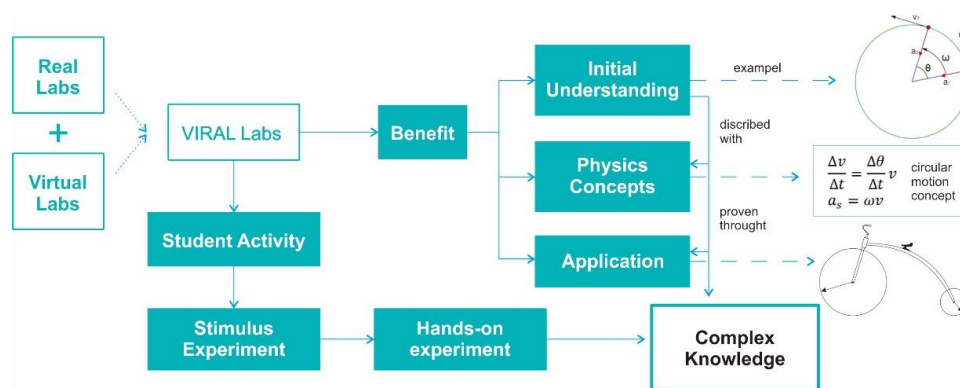 Real
Labs
+
Virtual
Labs
VIRAL Labs
Benefit
Student Activity
Stimulus
Experiment
Hands-on
experiment
Initial
Understanding
Physics
Concepts
Application
Complex
Knowledge
exampel
discribed
with
proven
throught
ω
θ
Δv/Δt = Δθ/Δt v
aₛ = ωv
circular
motion
concept